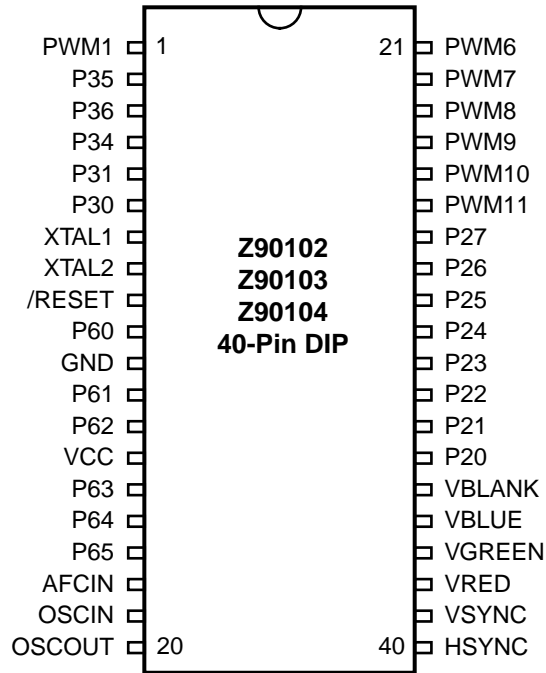 PWM1 1 21 PWM6
P35 PWM7
P36 PWM8
P34 PWM9
P31 PWM10
P30 PWM11
XTAL1 P27
XTAL2 P26
/RESET P25
P60 P24
GND P23
P61 P22
P62 P21
VCC P20
P63 VBLANK
P64 VBLUE
P65 VGREEN
AFCIN VRED
OSCIN VSYNC
OSCOUT 20 40 HSYNC
Z90102
Z90103
Z90104
40-Pin DIP